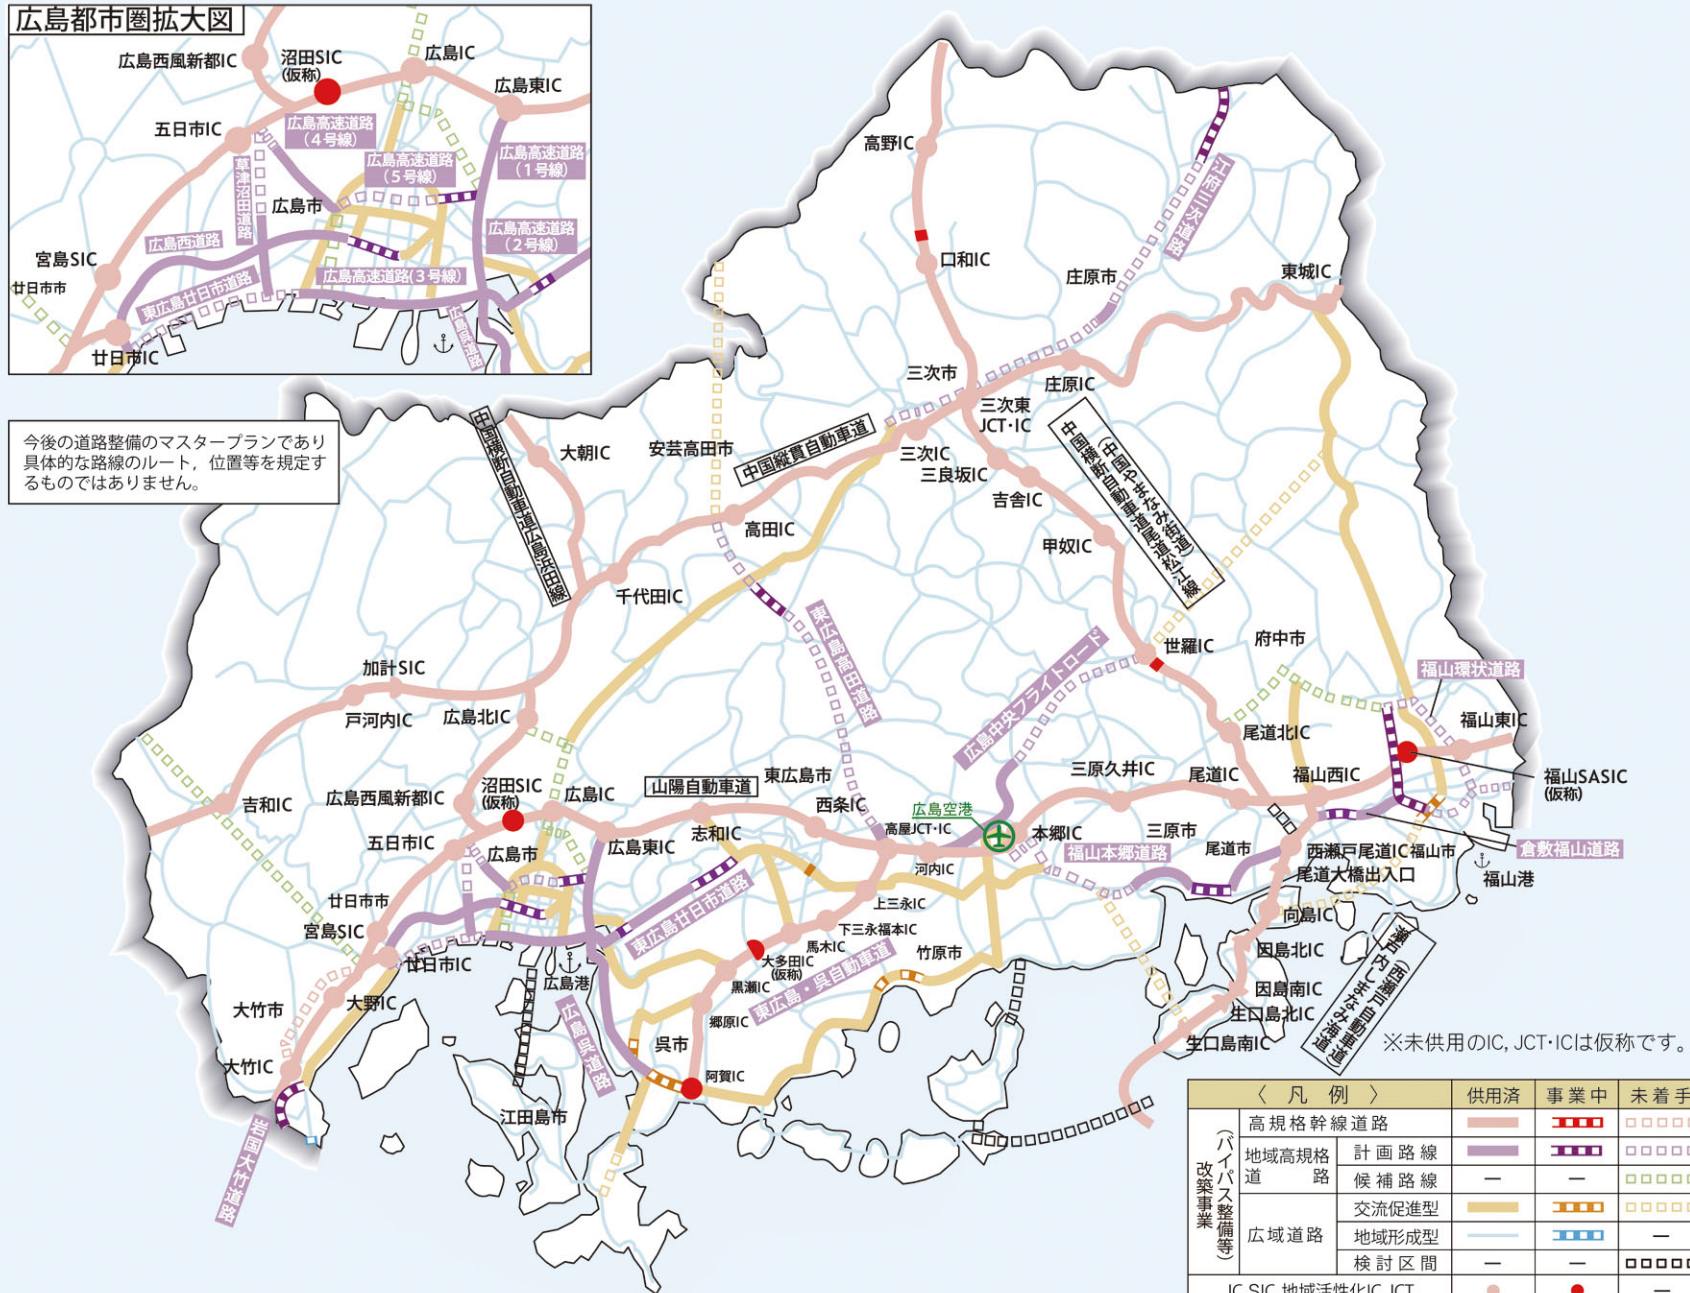 広島都市圏拡大図
広島西風新都IC
沼田SIC
(仮称)
広島IC
広島東IC
五日市IC
広島高速道路
(4号線)
広島高速道路
(5号線)
広島高速道路
(1号線)
草津沼田道路
広島市
広島高速道路
(2号線)
広島西道路
宮島SIC
廿日市市
東広島廿日市道路
広島高速道路(3号線)
広島呉道路
廿日市IC
今後の道路整備のマスタープランであり
具体的な路線のルート,位置等を規定す
るものではありません。
高野IC
江府三次道路
口和IC
庄原市
東城IC
三次市
庄原IC
三次東
JCT・IC
中国横断自動車道広島浜田線
大朝IC
安芸高田市
中国縦貫自動車道
三次IC
三良坂IC
吉舎IC
中国横断自動車道尾道松江線
(中国やまなみ街道)
高田IC
甲奴IC
千代田IC
東広島高田道路
広島中央フライトロード
世羅IC
府中市
加計SIC
戸河内IC
広島北IC
福山環状道路
福山東IC
尾道北IC
吉和IC
広島西風新都IC
沼田SIC
(仮称)
広島IC
山陽自動車道
東広島市
西条IC
三原久井IC
尾道IC
福山西IC
福山SASIC
(仮称)
五日市IC
広島市
広島東IC
志和IC
高屋JCT・IC
広島空港
本郷IC
三原市
河内IC
福山本郷道路
尾道市
西瀬戸尾道IC
福山市
倉敷福山道路
尾道大橋出入口
福山港
廿日市市
宮島SIC
東広島廿日市道路
上三永IC
下三永福本IC
向島IC
廿日市IC
広島港
馬木IC
大多田IC
(仮称)
竹原市
因島北IC
大竹市
大野IC
黒瀬IC
東広島・呉自動車道
因島南IC
瀬戸内しまなみ海道
(西瀬戸自動車道)
郷原IC
生口島北IC
広島呉道路
呉市
生口島南IC
※未供用のIC, JCT・ICは仮称です。
大竹IC
阿賀IC
江田島市
岩国大竹道路
〈 凡 例 〉 供用済 事業中 未着手
改築事業
(バイパス整備等)
高規格幹線道路
地域高規格
道路
計画路線
候補路線 － －
広域道路
交流促進型
地域形成型 －
検討区間 － －
IC,SIC,地域活性化IC,JCT －